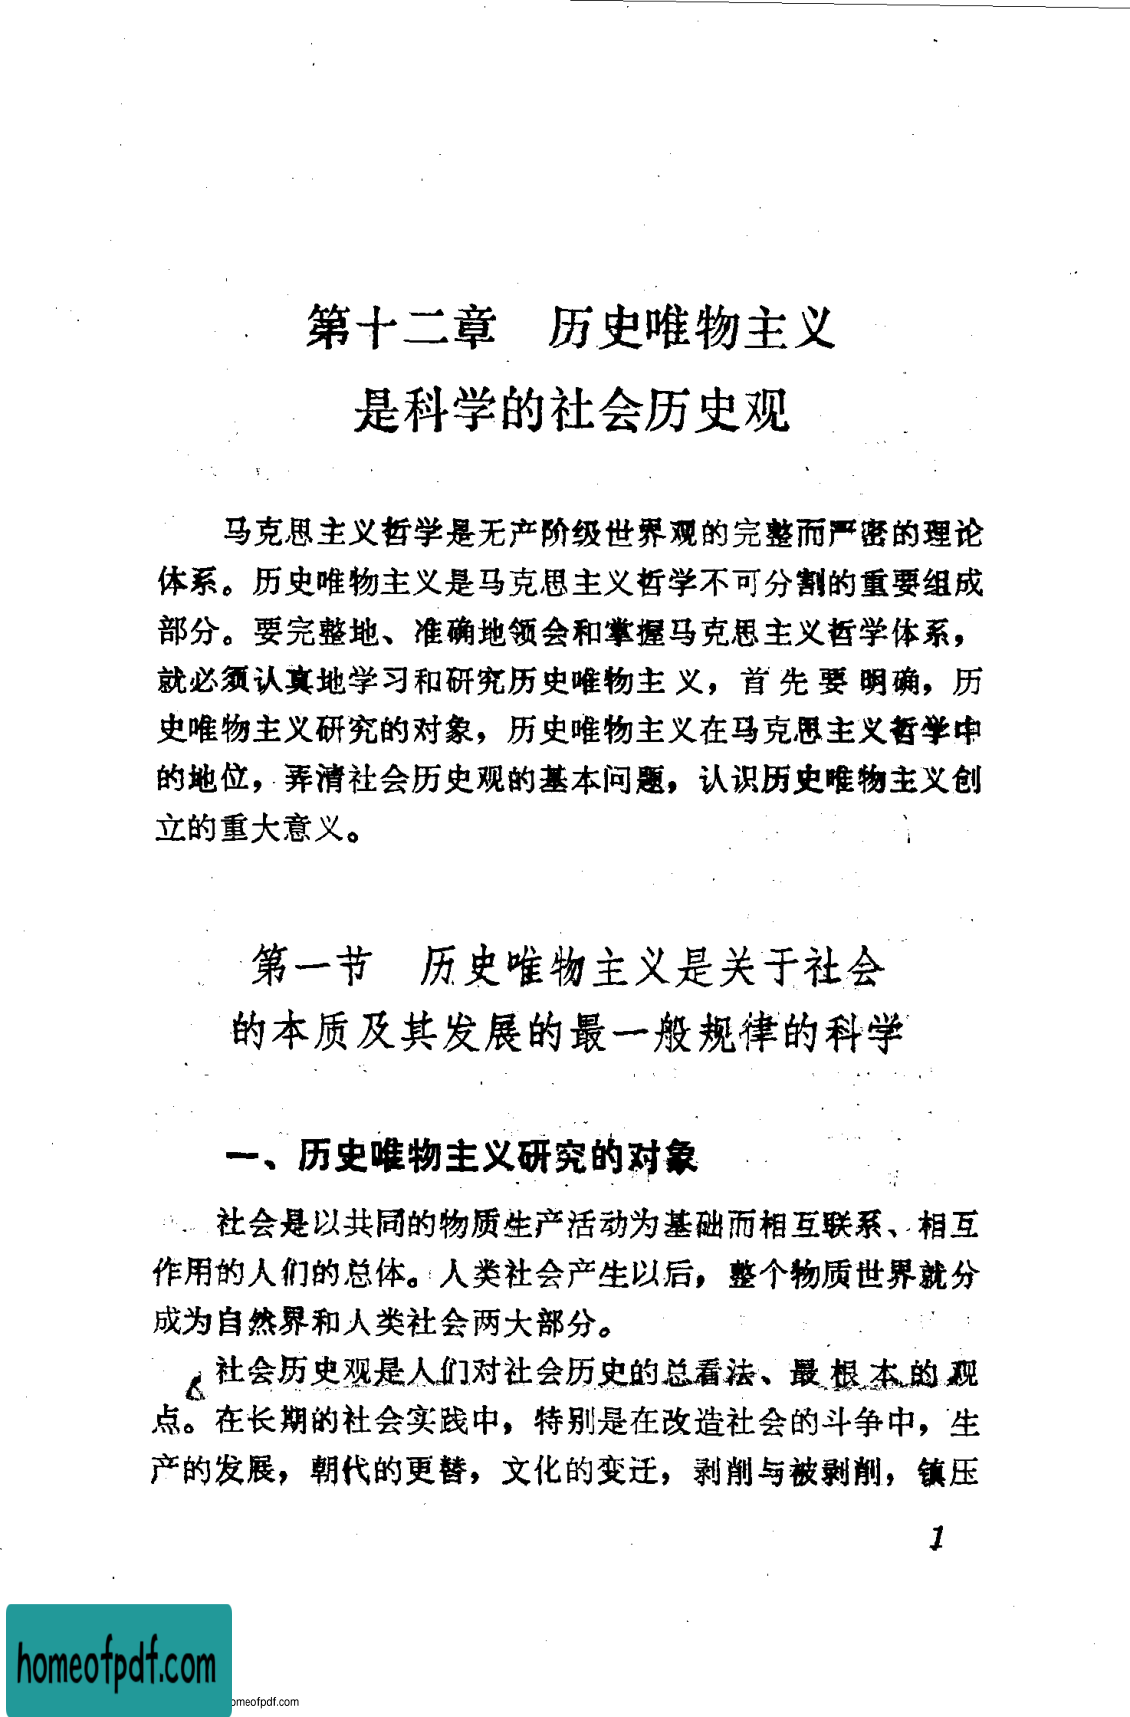 第十二章　历史唯物主义
是科学的社会历史观
马克思主义哲学是无产阶级世界观的完整而严密的理论
体系。历史唯物主义是马克思主义哲学不可分割的重要组成
部分。要完整地、准确地领会和掌握马克思主义哲学体系，
就必须认真地学习和研究历史唯物主义，首先要明确，历
史唯物主义研究的对象，历史唯物主义在马克思主义哲学中
的地位，弄清社会历史观的基本问题，认识历史唯物主义创
立的重大意义。
第一节　历史唯物主义是关于社会
的本质及其发展的最一般规律的科学
一、历史唯物主义研究的对象
社会是以共同的物质生产活动为基础而相互联系、相互
作用的人们的总体。人类社会产生以后，整个物质世界就分
成为自然界和人类社会两大部分。
社会历史观是人们对社会历史的总看法、最根本的观
点。在长期的社会实践中，特别是在改造社会的斗争中，生
产的发展，朝代的更替，文化的变迁，剥削与被剥削，镇压
1
homeofpdf.com
omeofpdf.com